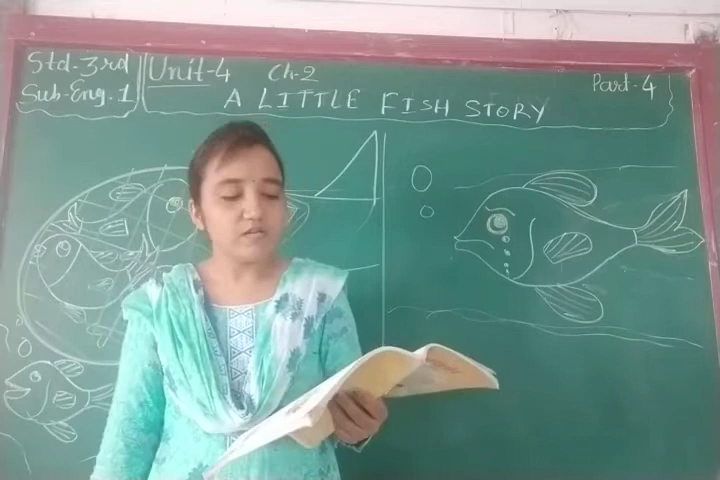 Std-3rd
Sub-Eng.1
Unit-4 Ch-2
Part-4
A LITTLE FISH STORY